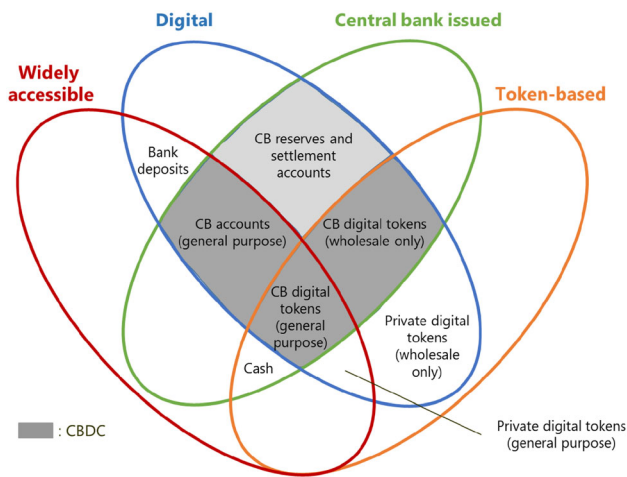 Digital
Central bank issued
Widely
accessible
Token-based
Bank
deposits
CB reserves and
settlement
accounts
CB accounts
(general purpose)
CB digital tokens
(wholesale only)
CB digital
tokens
(general
purpose)
Private digital
tokens
(wholesale
only)
Cash
Private digital tokens
(general purpose)
: CBDC